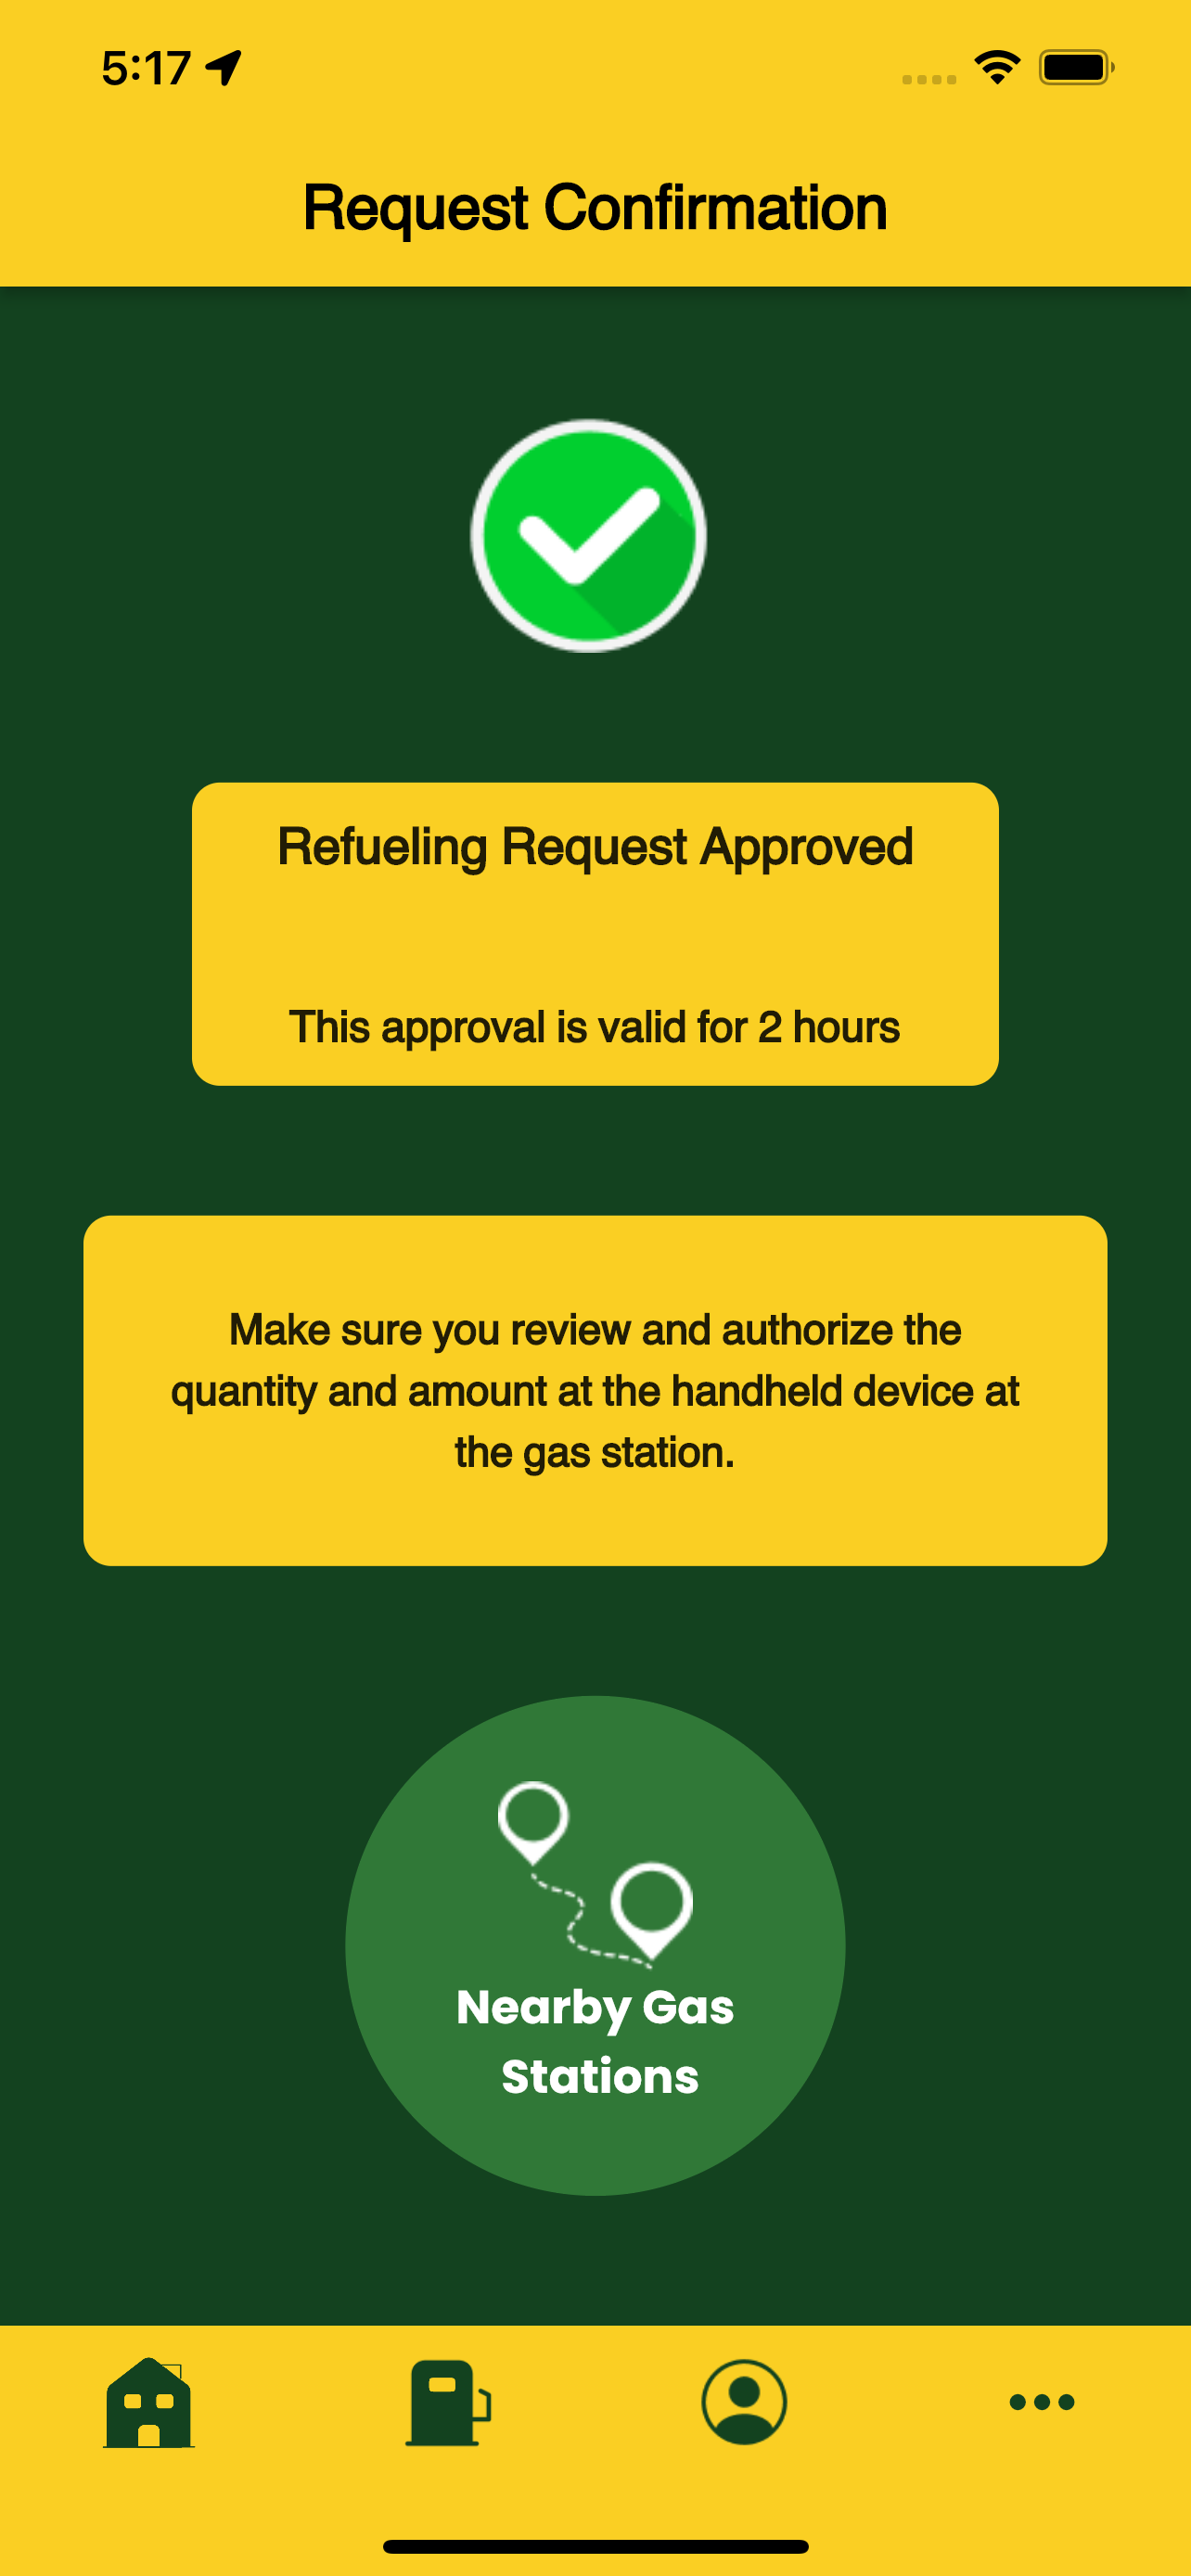 5:17
Request Confirmation
Refueling Request Approved
This approval is valid for 2 hours
Make sure you review and authorize the
quantity and amount at the handheld device at
the gas station.
Nearby Gas
Stations